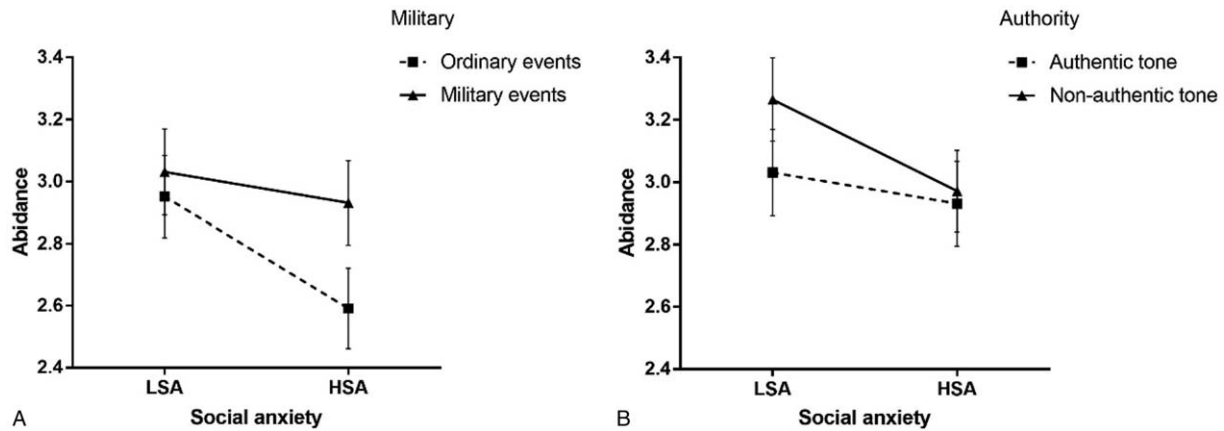 Military
Ordinary events
Military events
3.4
3.2
3.0
2.8
2.6
2.4
Abidance
LSA
HSA
Social anxiety
A
Authority
Authentic tone
Non-authentic tone
3.4
3.2
3.0
2.8
2.6
2.4
Abidance
LSA
HSA
Social anxiety
B